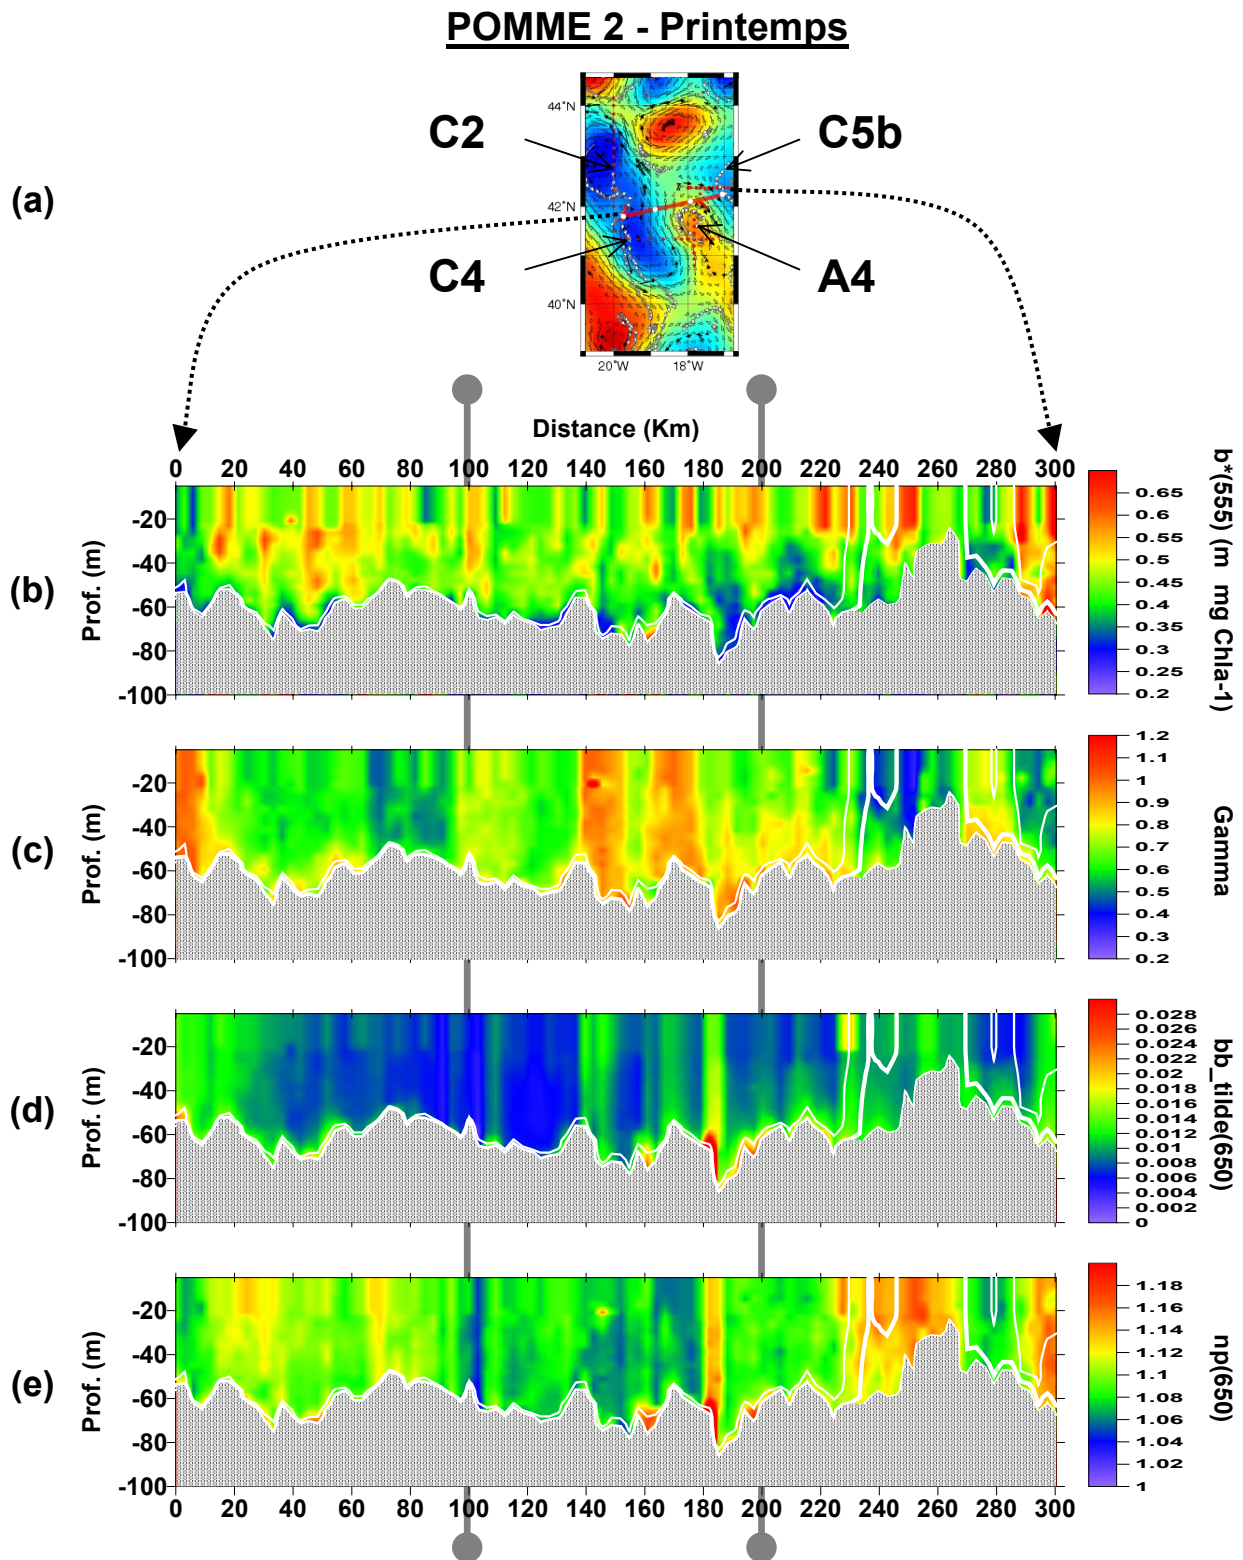 POMME 2 - Printemps
(a)
44°N
42°N
40°N
20°W 18°W
C2
C5b
C4
A4
Distance (Km)
0 20 40 60 80 100 120 140 160 180 200 220 240 260 280 300
(b)
Prof. (m)
-20
-40
-60
-80
-100
0.65
0.6
0.55
0.5
0.45
0.4
0.35
0.3
0.25
0.2
b*(555) (m mg Chla-1)
(c)
Prof. (m)
-20
-40
-60
-80
-100
1.2
1.1
1
0.9
0.8
0.7
0.6
0.5
0.4
0.3
0.2
Gamma
(d)
Prof. (m)
-20
-40
-60
-80
-100
0.028
0.026
0.024
0.022
0.02
0.018
0.016
0.014
0.012
0.01
0.008
0.006
0.004
0.002
0
bb_tilde(650)
(e)
Prof. (m)
-20
-40
-60
-80
-100
1.18
1.16
1.14
1.12
1.1
1.08
1.06
1.04
1.02
1
np(650)
0 20 40 60 80 100 120 140 160 180 200 220 240 260 280 300